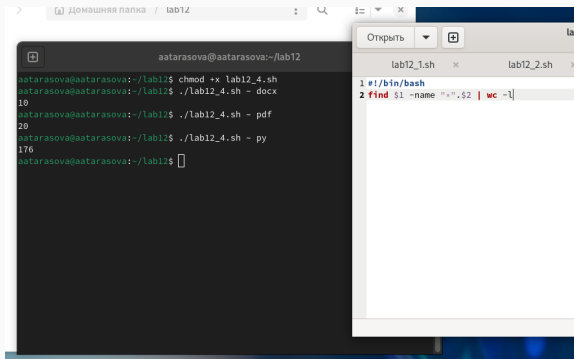 Домашняя папка / lab12
aatarasova@aatarasova:~/lab12
aatarasova@aatarasova:~/lab12$ chmod +x lab12_4.sh
aatarasova@aatarasova:~/lab12$ ./lab12_4.sh ~ docx
10
aatarasova@aatarasova:~/lab12$ ./lab12_4.sh ~ pdf
20
aatarasova@aatarasova:~/lab12$ ./lab12_4.sh ~ py
176
aatarasova@aatarasova:~/lab12$
Открыть
la
lab12_1.sh × lab12_2.sh ×
1 #!/bin/bash
2 find $1 -name "*".$2 | wc -l